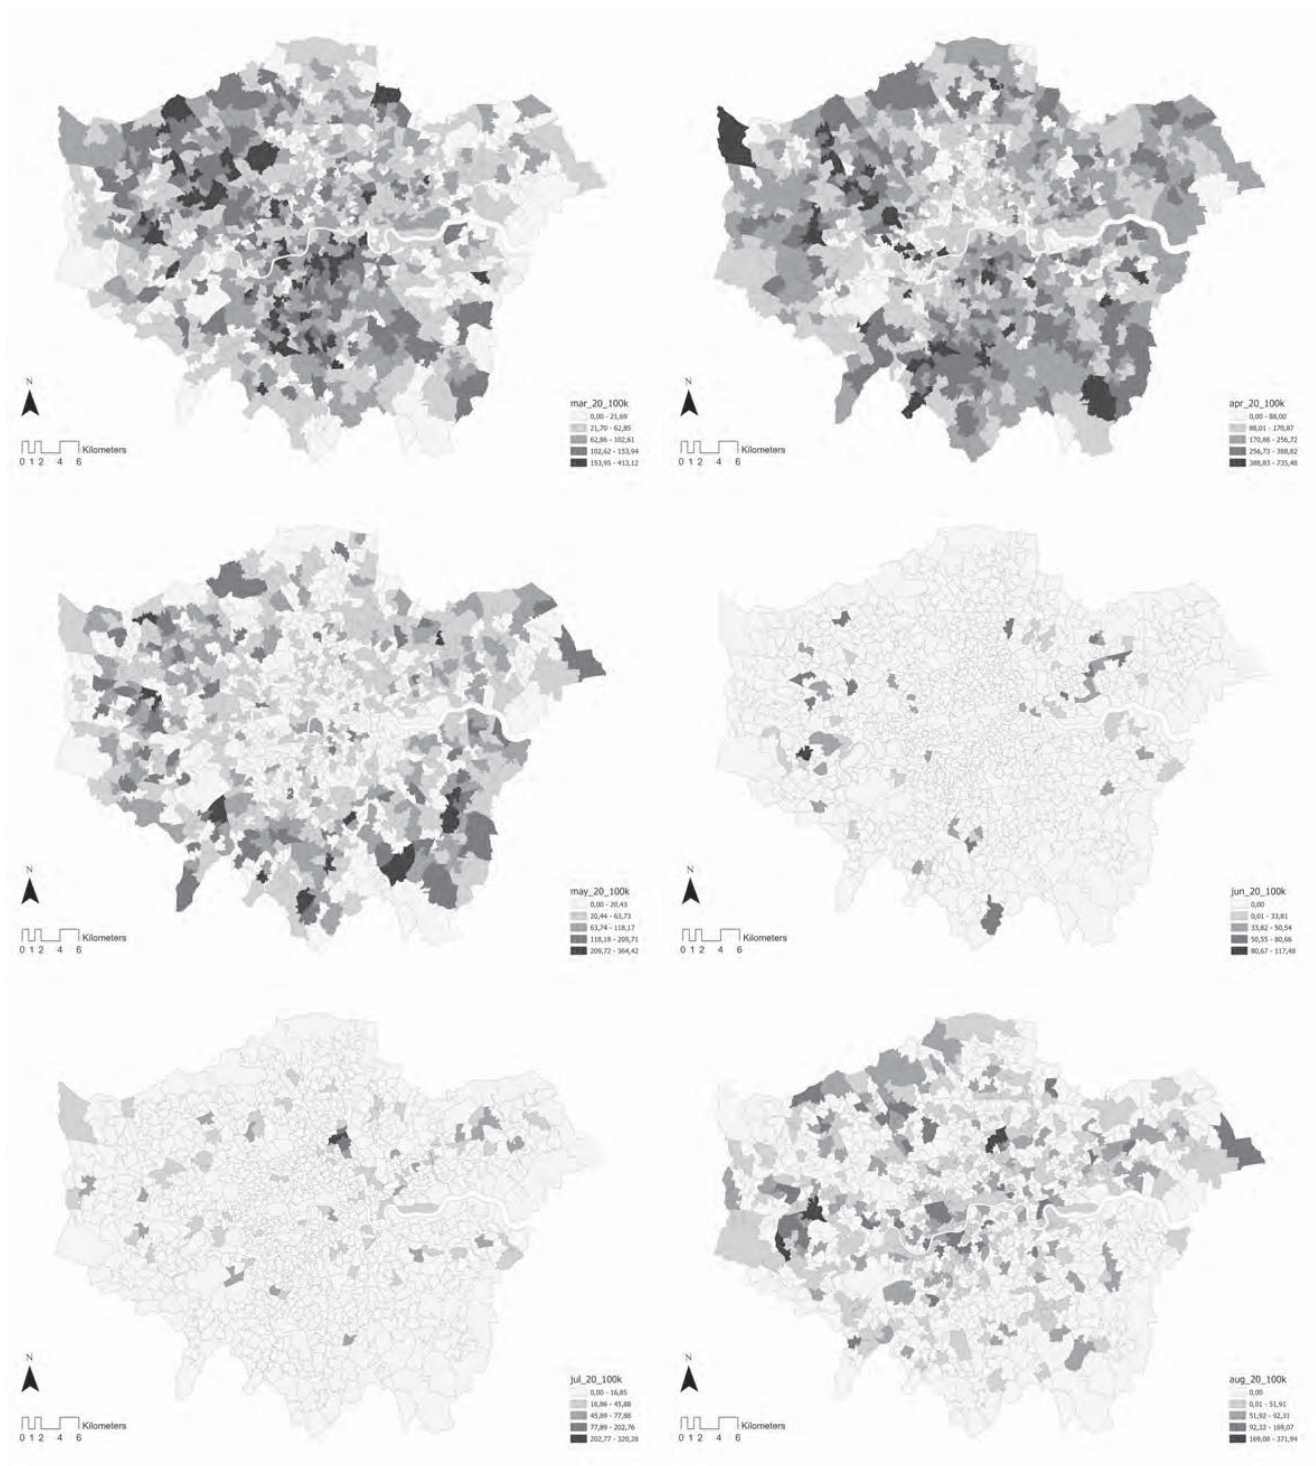 N
mar_20_100k
0,00 - 21,69
21,70 - 62,85
62,86 - 102,61
102,62 - 153,94
153,95 - 413,12
Kilometers
0 1 2 4 6
N
apr_20_100k
0,00 - 88,00
88,01 - 170,87
170,88 - 256,72
256,73 - 388,82
388,83 - 735,48
Kilometers
0 1 2 4 6
N
may_20_100k
0,00 - 20,43
20,44 - 63,73
63,74 - 118,17
118,18 - 209,71
209,72 - 364,42
Kilometers
0 1 2 4 6
N
jun_20_100k
0,00
0,01 - 33,81
33,82 - 50,54
50,55 - 80,66
80,67 - 117,48
Kilometers
0 1 2 4 6
N
jul_20_100k
0,00 - 16,85
16,86 - 45,88
45,89 - 77,88
77,89 - 202,76
202,77 - 320,28
Kilometers
0 1 2 4 6
N
aug_20_100k
0,00
0,01 - 51,91
51,92 - 92,31
92,32 - 169,07
169,08 - 371,94
Kilometers
0 1 2 4 6